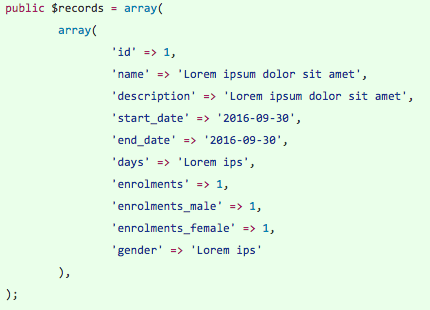 public $records = array(
array(
'id' => 1,
'name' => 'Lorem ipsum dolor sit amet',
'description' => 'Lorem ipsum dolor sit amet',
'start_date' => '2016-09-30',
'end_date' => '2016-09-30',
'days' => 'Lorem ips',
'enrolments' => 1,
'enrolments_male' => 1,
'enrolments_female' => 1,
'gender' => 'Lorem ips'
),
);